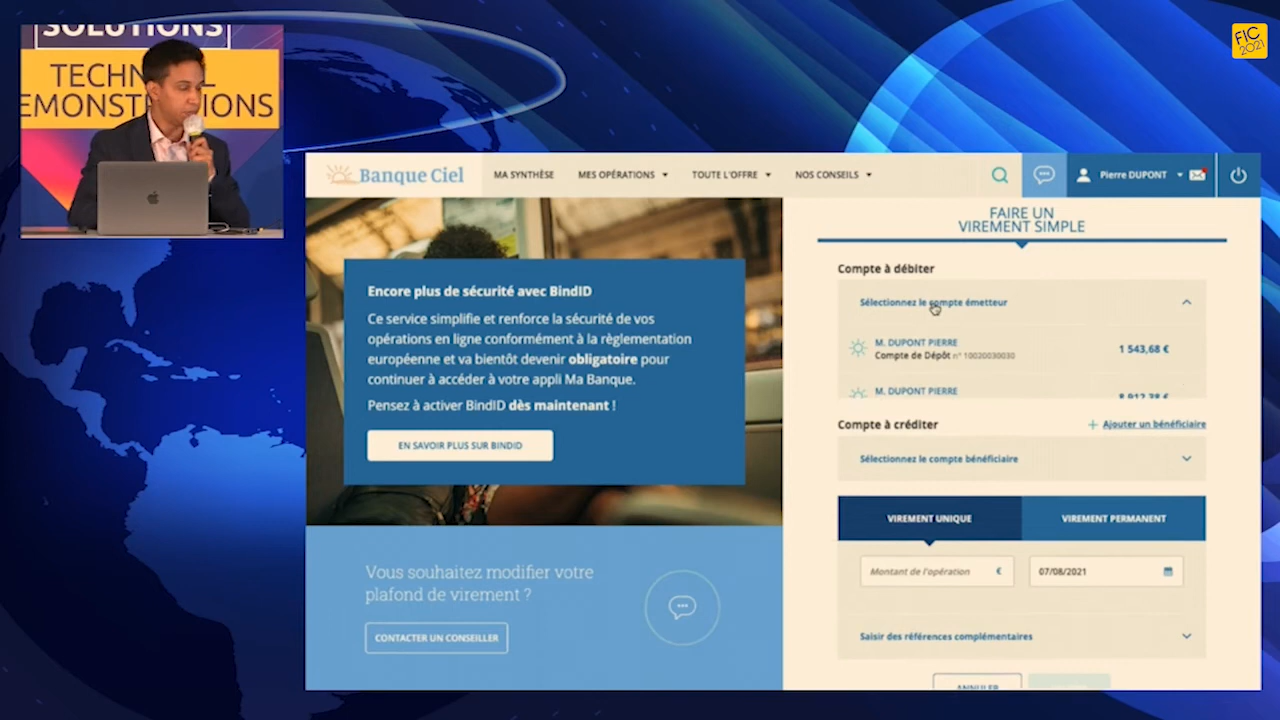 SOLUTIONS
TECHN L
EMONST IONS
FIC
2021
Banque Ciel
MA SYNTHÈSE
MES OPÉRATIONS
TOUTE L'OFFRE
NOS CONSEILS
Pierre DUPONT
Encore plus de sécurité avec BindID
Ce service simplifie et renforce la sécurité de vos
opérations en ligne conformément à la règlementation
européenne et va bientôt devenir obligatoire pour
continuer à accéder à votre appli Ma Banque.
Pensez à activer BindID dès maintenant !
EN SAVOIR PLUS SUR BINDID
Vous souhaitez modifier votre
plafond de virement ?
CONTACTER UN CONSEILLER
FAIRE UN
VIREMENT SIMPLE
Compte à débiter
Sélectionnez le compte émetteur
M. DUPONT PIERRE
Compte de Dépôt n° 10020030030
1 543,68 €
M. DUPONT PIERRE
8 912,38 €
Compte à créditer
+ Ajouter un bénéficiaire
Sélectionnez le compte bénéficiaire
VIREMENT UNIQUE
VIREMENT PERMANENT
Montant de l'opération €
07/08/2021
Saisir des références complémentaires
ANNULER